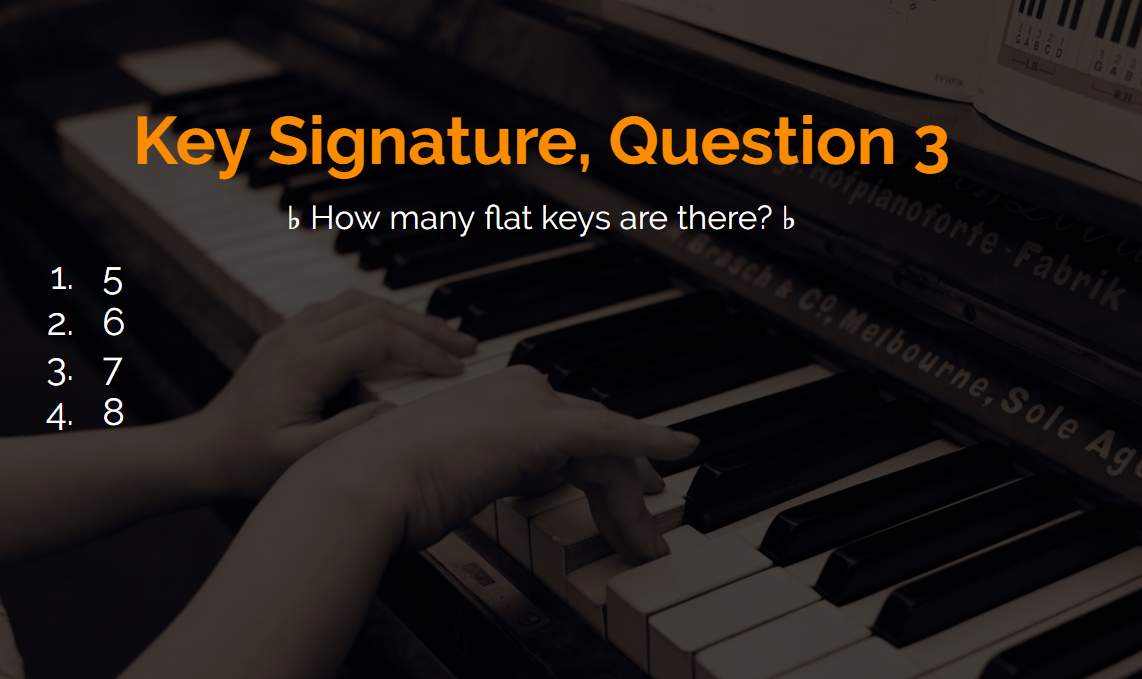 Key Signature, Question 3
♭ How many flat keys are there? ♭
1. 5
2. 6
3. 7
4. 8
G A B C D
G A B
L.H.
R.H.
Hofpianoforte-Fabrik
Brasch & Co., Melbourne, Sole Ag